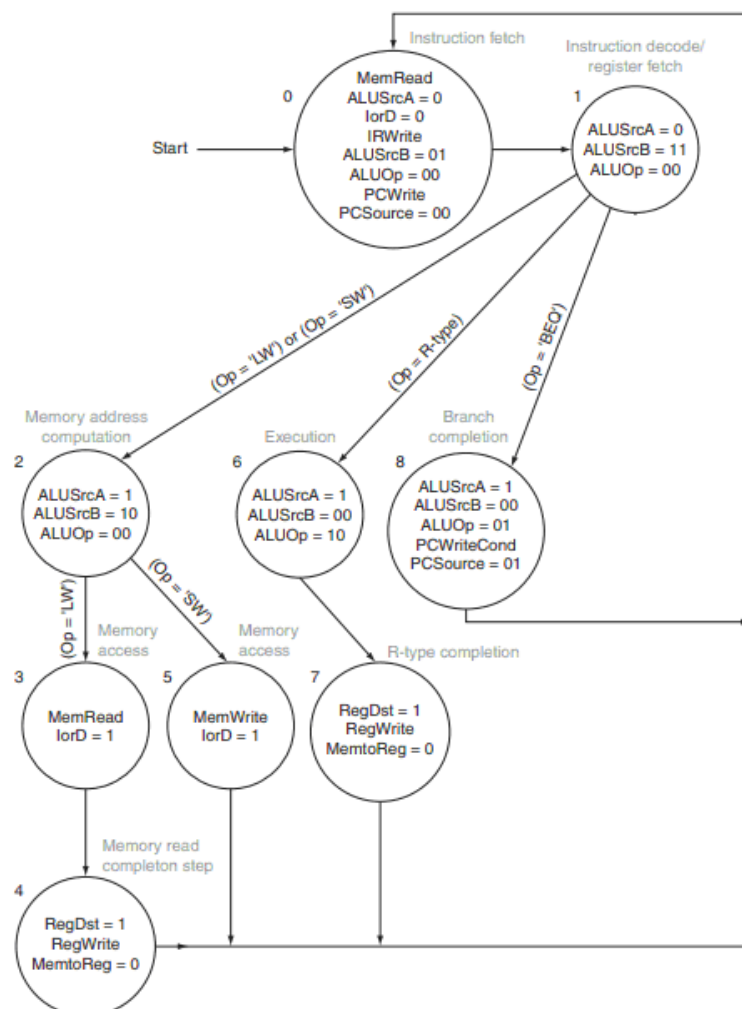 Instruction fetch
Instruction decode/
register fetch
0
MemRead
ALUSrcA = 0
IorD = 0
IRWrite
ALUSrcB = 01
ALUOp = 00
PCWrite
PCSource = 00
1
ALUSrcA = 0
ALUSrcB = 11
ALUOp = 00
Start
(Op = 'LW') or (Op = 'SW')
(Op = R-type)
(Op = 'BEQ')
Memory address
computation
2
ALUSrcA = 1
ALUSrcB = 10
ALUOp = 00
Execution
6
ALUSrcA = 1
ALUSrcB = 00
ALUOp = 10
Branch
completion
8
ALUSrcA = 1
ALUSrcB = 00
ALUOp = 01
PCWriteCond
PCSource = 01
(Op = 'LW')
(Op = 'SW')
Memory
access
3
MemRead
IorD = 1
Memory
access
5
MemWrite
IorD = 1
R-type completion
7
RegDst = 1
RegWrite
MemtoReg = 0
Memory read
completon step
4
RegDst = 1
RegWrite
MemtoReg = 0